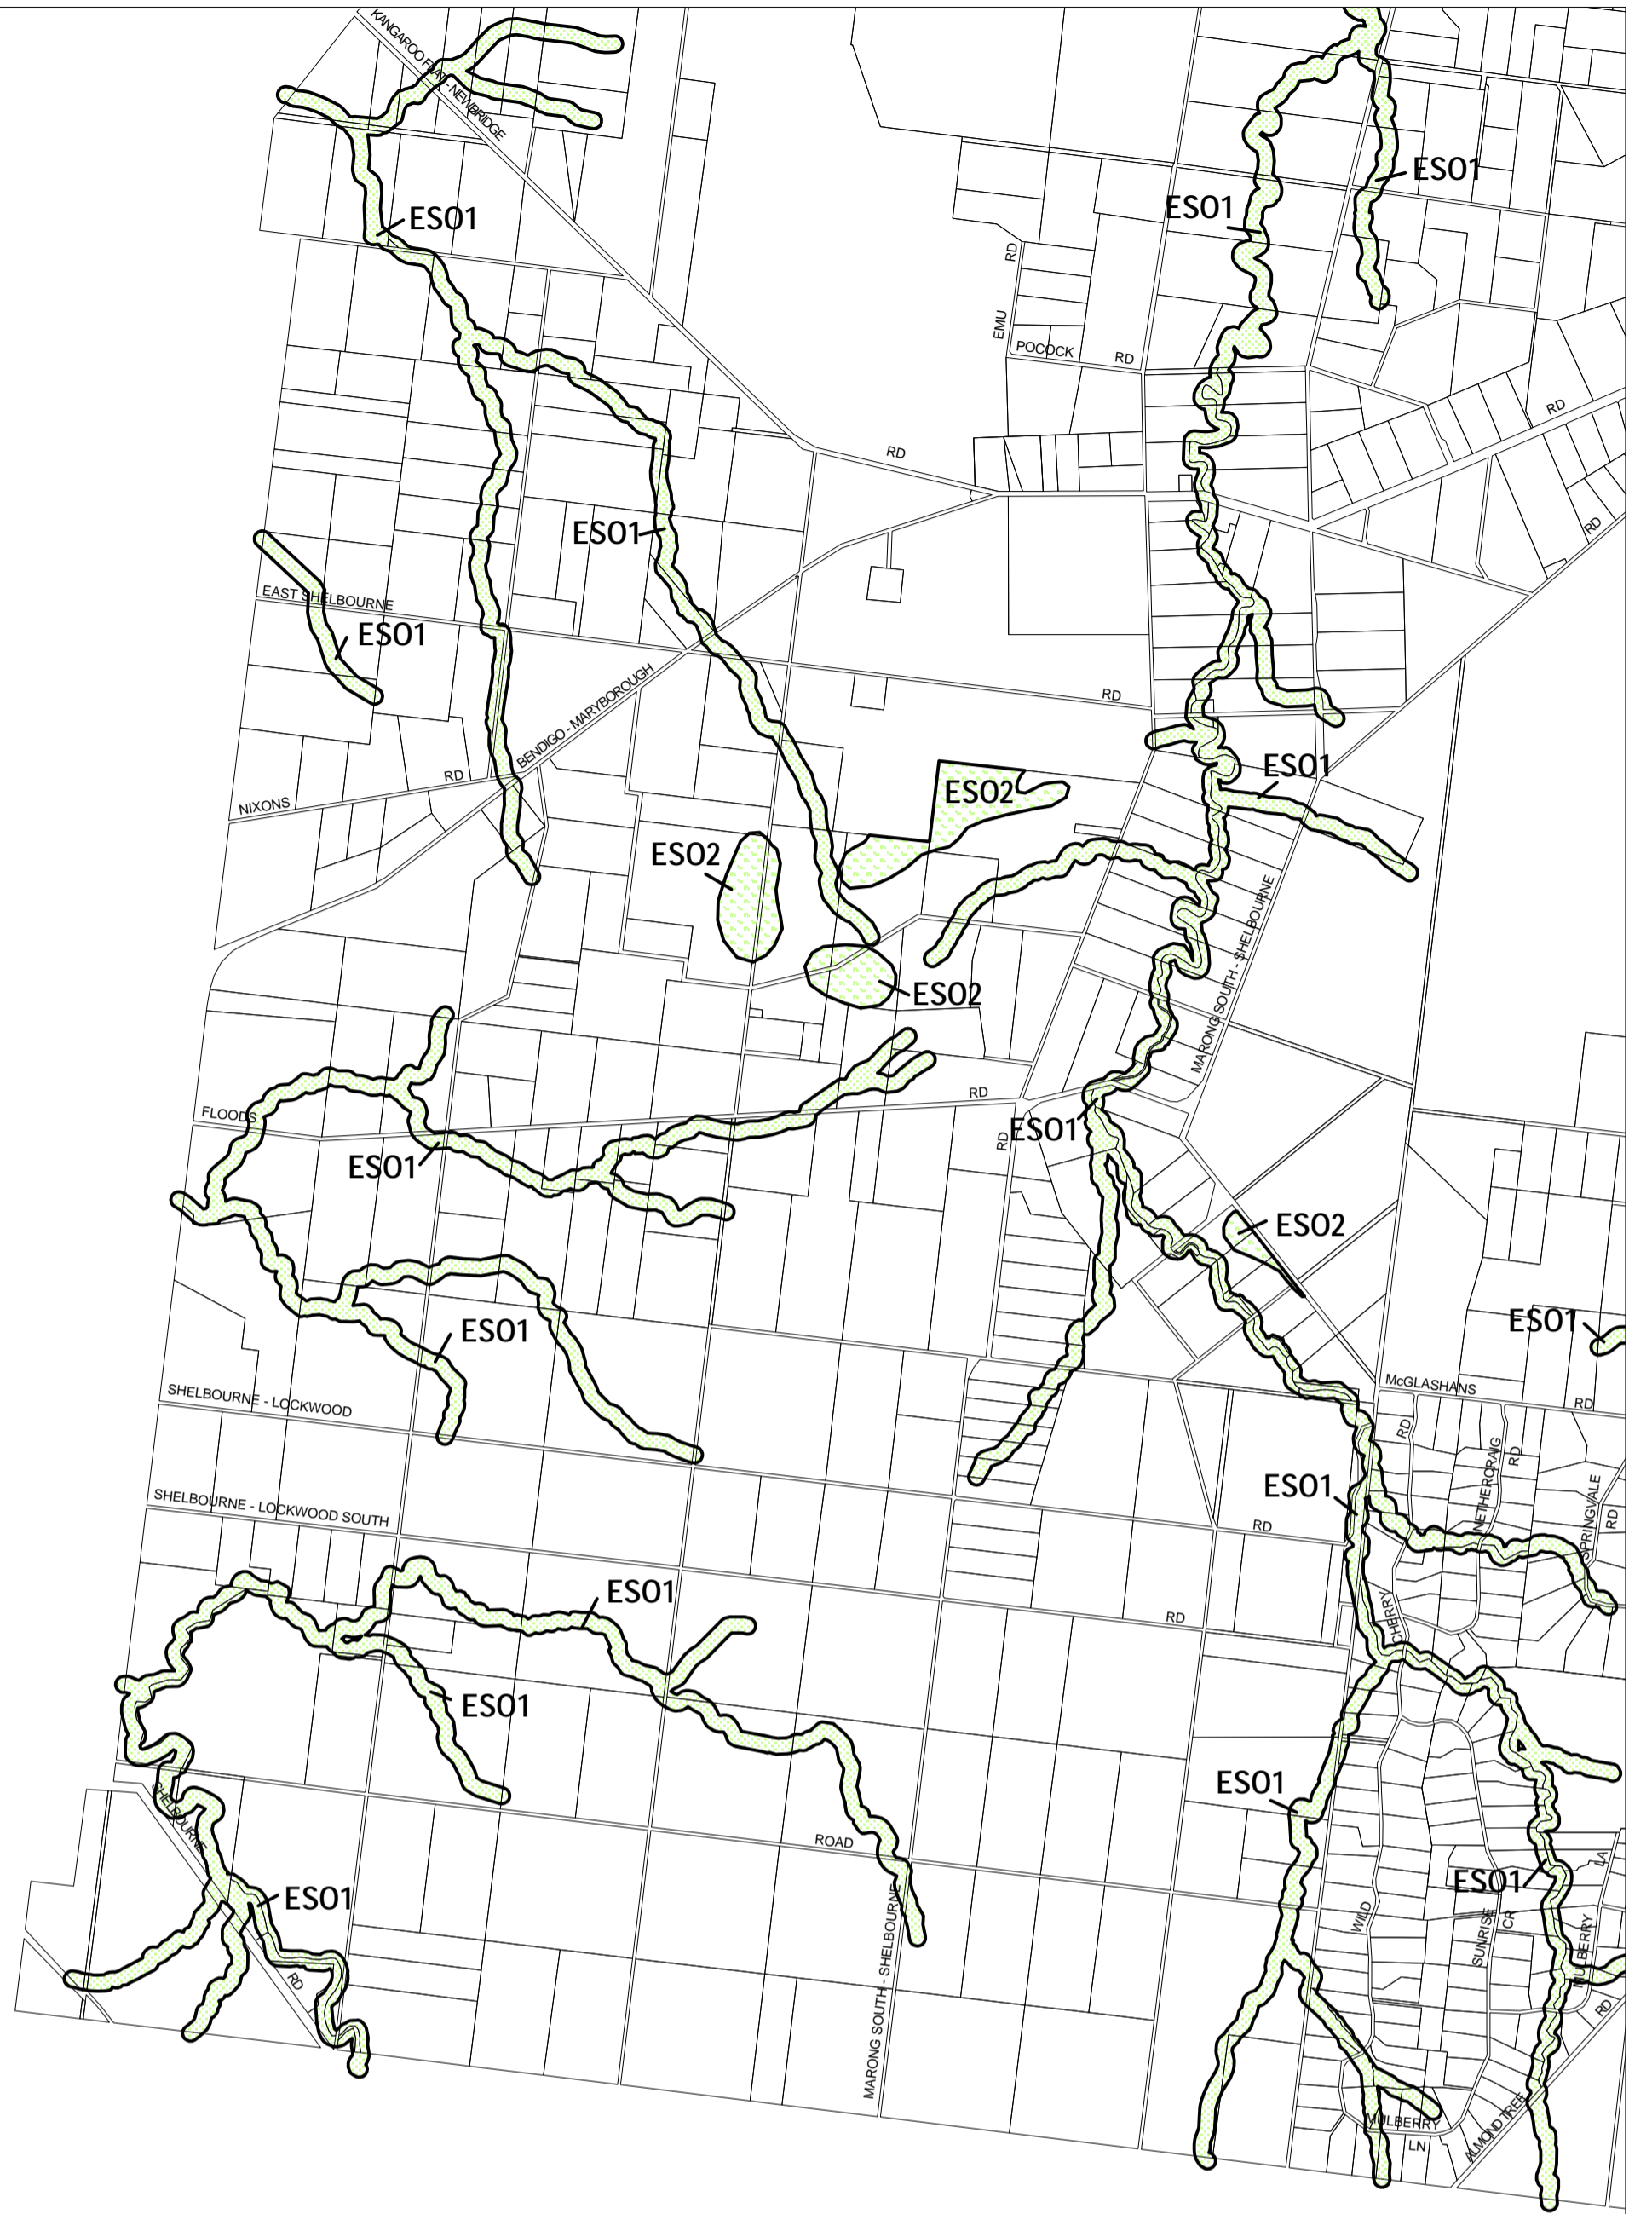 KANGAROO FLAT - NEWBRIDGE
ESO1
ESO1
ESO1
RD
EMU
POCOCK RD
RD
RD
RD
ESO1
EAST SHELBOURNE
ESO1
RD
BENDIGO - MARYBOROUGH
RD
NIXONS
ESO1
ESO2
ESO2
MARONG SOUTH - SHELBOURNE
ESO2
RD
FLOODS
ESO1
RD
ESO1
ESO2
ESO1
ESO1
McGLASHANS
RD
SHELBOURNE - LOCKWOOD
RD
NETHERCRAIG
RD
SPRINGVALE
RD
ESO1
SHELBOURNE - LOCKWOOD SOUTH
RD
ESO1
RD
CHERRY
ESO1
ESO1
SHELBOURNE
ROAD
ESO1
LA
ESO1
MARONG SOUTH - SHELBOURNE
WILD
SUNRISE
CR
MULBERRY
RD
RD
MULBERRY
LN
ALMOND TREE